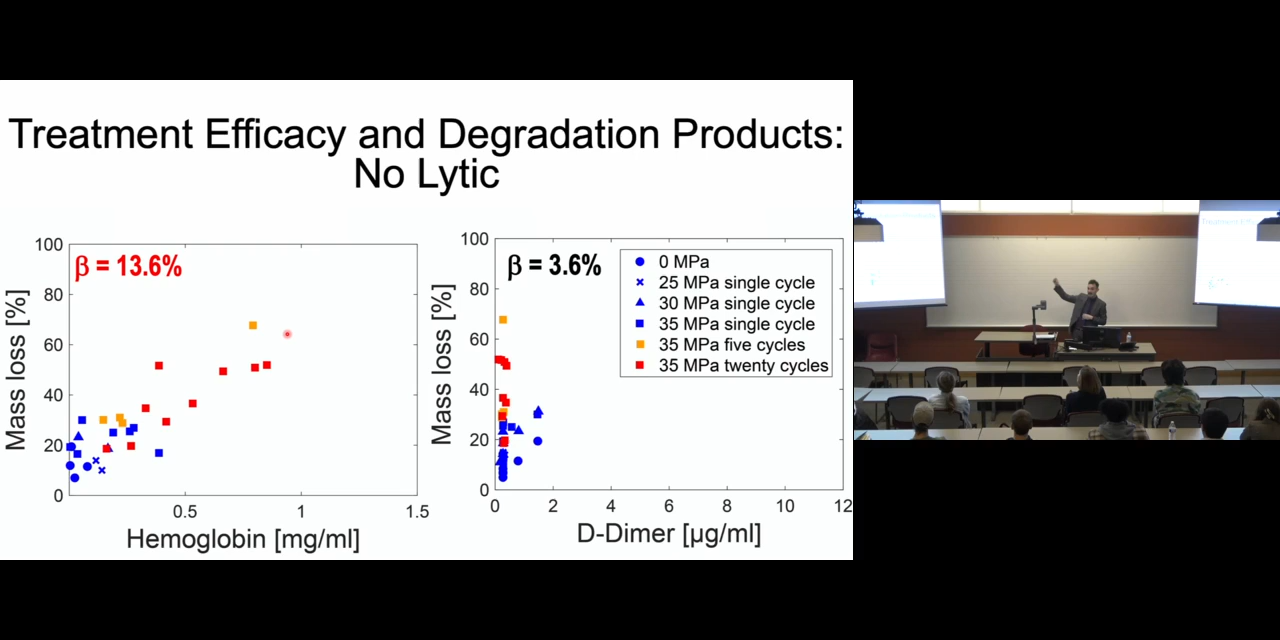 Treatment Efficacy and Degradation Products:
No Lytic
100
80
60
40
20
0
0.5
1
1.5
Mass loss [%]
Hemoglobin [mg/ml]
β = 13.6%
100
80
60
40
20
0
0
2
4
6
8
10
12
Mass loss [%]
D-Dimer [µg/ml]
β = 3.6%
0 MPa
25 MPa single cycle
30 MPa single cycle
35 MPa single cycle
35 MPa five cycles
35 MPa twenty cycles